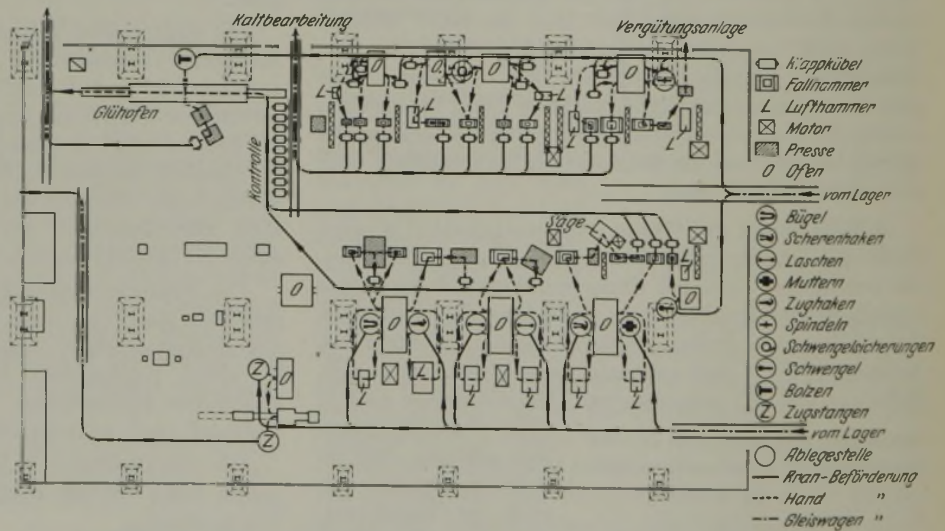 Kaltbearbeitung
Vergütungsanlage
Glühofen
Kontrolle
Säge
Klappkübel
Fallhammer
L Lufthammer
Motor
Presse
O Ofen
vom Lager
Bügel
Scherenhaken
Laschen
Muttern
Zughaken
Spindeln
Schwengelsicherungen
Schwengel
Bolzen
Z Zugstangen
vom Lager
Ablegestelle
Kran-Beförderung
Hand "
Gleiswagen "